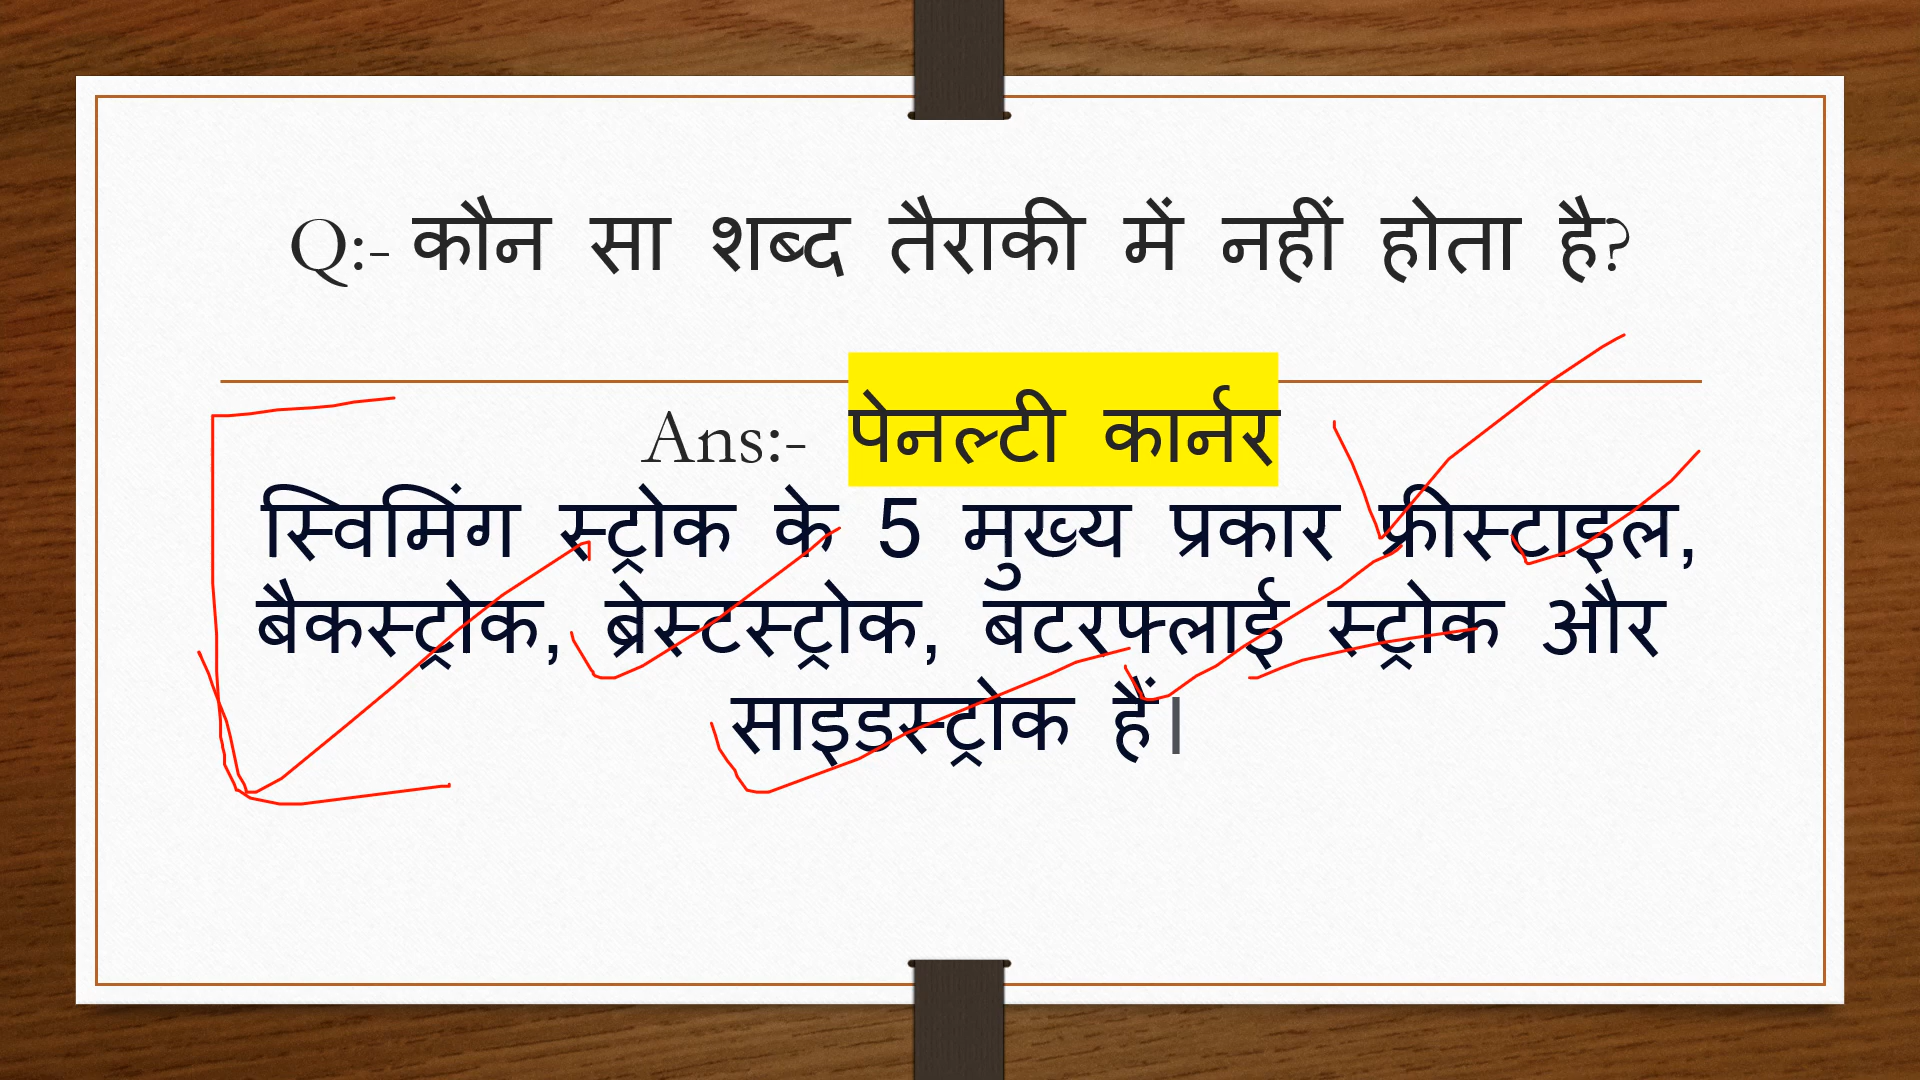 Q:- कौन सा शब्द तैराकी में नहीं होता है?
Ans:- पेनल्टी कार्नर
स्विमिंग स्ट्रोक के 5 मुख्य प्रकार फ्रीस्टाइल,
बैकस्ट्रोक, ब्रेस्टस्ट्रोक, बटरफ्लाई स्ट्रोक और
साइडस्ट्रोक हैं।